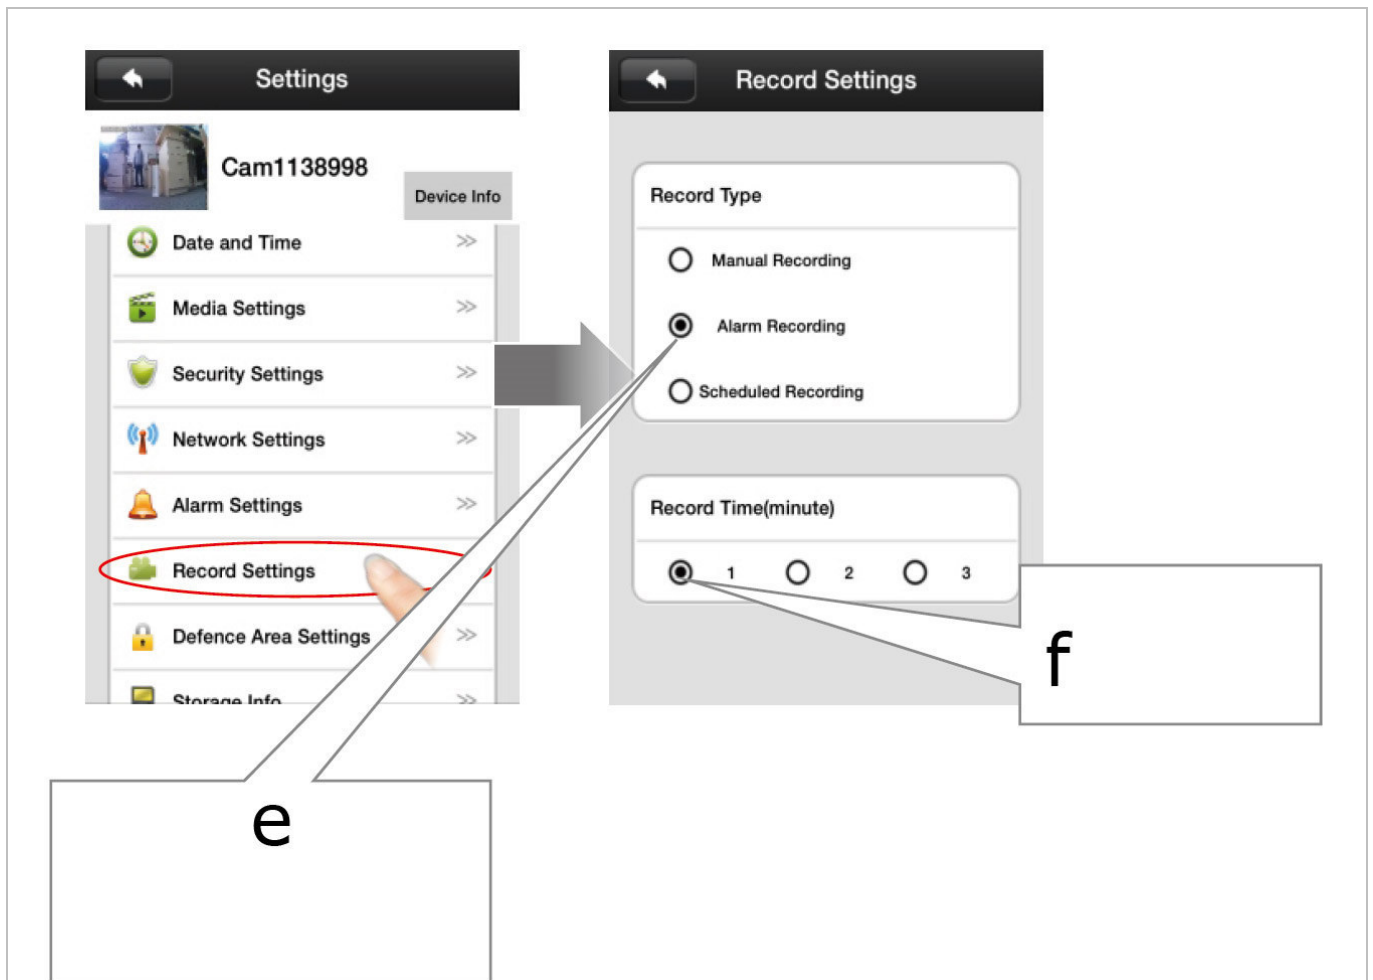 Settings
Cam1138998
Device Info
Date and Time
Media Settings
Security Settings
Network Settings
Alarm Settings
Record Settings
Defence Area Settings
Storage Info
Record Settings
Record Type
Manual Recording
Alarm Recording
Scheduled Recording
Record Time(minute)
1 2 3
f
e